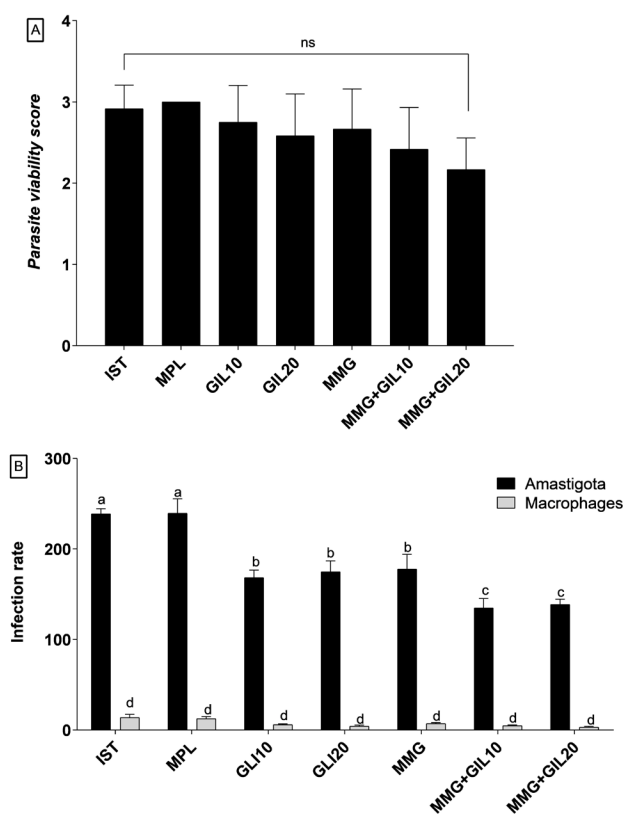 A
ns
4
3
2
1
0
Parasite viability score
IST
MPL
GIL10
GIL20
MMG
MMG+GIL10
MMG+GIL20
B
300
200
100
0
Infection rate
Amastigota
Macrophages
a
a
b
b
b
c
c
d
d
d
d
d
d
d
IST
MPL
GLI10
GLI20
MMG
MMG+GIL10
MMG+GIL20